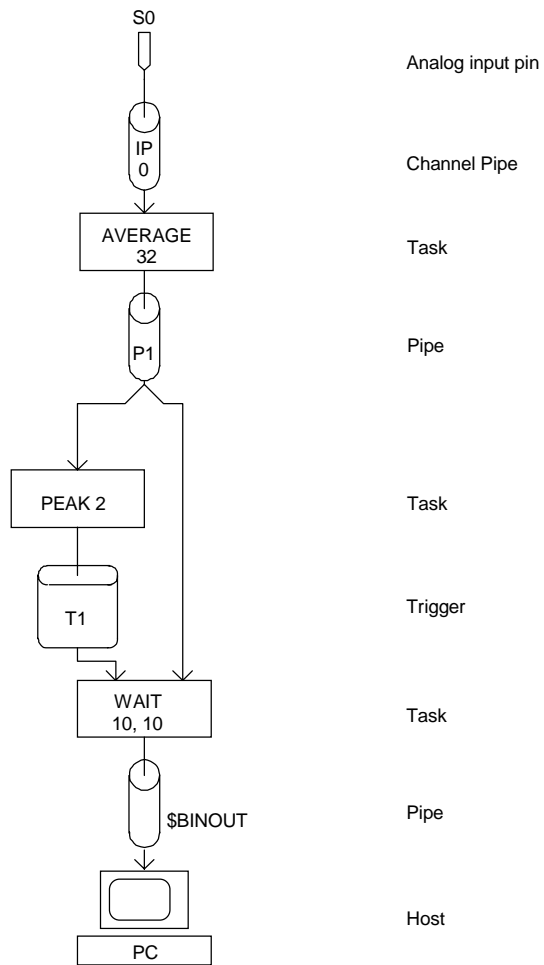 S0
Analog input pin
IP
0
Channel Pipe
AVERAGE
32
Task
P1
Pipe
PEAK 2
Task
T1
Trigger
WAIT
10, 10
Task
$BINOUT
Pipe
Host
PC